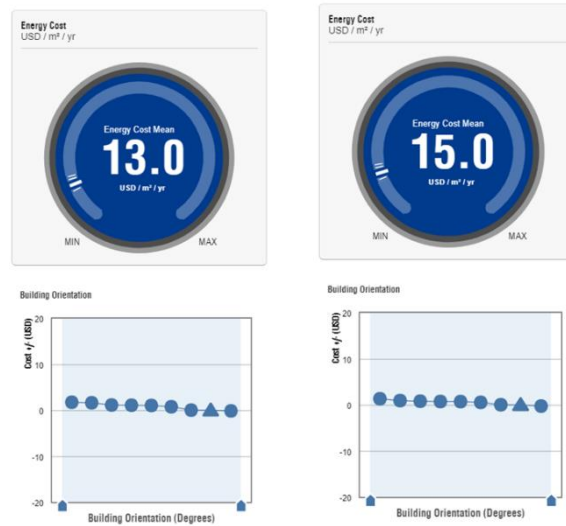 Energy Cost
USD / m² / yr
Energy Cost Mean
13.0
USD / m² / yr
MIN
MAX
Building Orientation
Cost +/- (USD)
20
10
0
-10
-20
Building Orientation (Degrees)
Energy Cost
USD / m² / yr
Energy Cost Mean
15.0
USD / m² / yr
MIN
MAX
Building Orientation
Cost +/- (USD)
20
10
0
-10
-20
Building Orientation (Degrees)